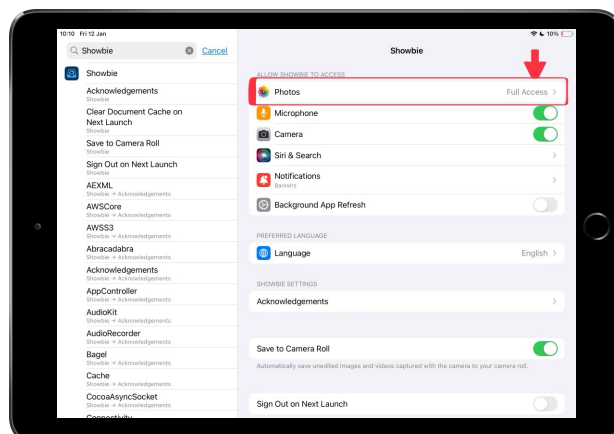 10:10 Fri 12 Jan
10%
Showbie
Cancel
Showbie
Acknowledgements
Showbie
Clear Document Cache on
Next Launch
Showbie
Save to Camera Roll
Showbie
Sign Out on Next Launch
Showbie
AEXML
Showbie → Acknowledgements
AWSCore
Showbie → Acknowledgements
AWSS3
Showbie → Acknowledgements
Abracadabra
Showbie → Acknowledgements
Acknowledgements
Showbie → Acknowledgements
AppController
Showbie → Acknowledgements
AudioKit
Showbie → Acknowledgements
AudioRecorder
Showbie → Acknowledgements
Bagel
Showbie → Acknowledgements
Cache
Showbie → Acknowledgements
CocoaAsyncSocket
Showbie → Acknowledgements
Connectivity
Showbie
ALLOW SHOWBIE TO ACCESS
Photos Full Access
Microphone
Camera
Siri & Search
Notifications
Banners
Background App Refresh
PREFERRED LANGUAGE
Language English
SHOWBIE SETTINGS
Acknowledgements
Save to Camera Roll
Automatically save unedited images and videos captured with the camera to your camera roll.
Sign Out on Next Launch